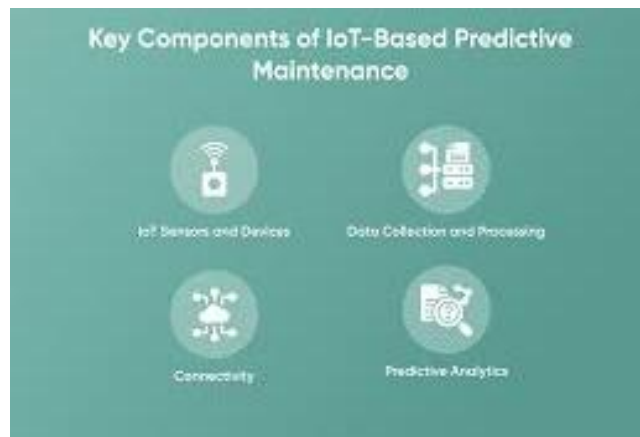 Key Components of IoT-Based Predictive
Maintenance
IoT Sensors and Devices
Data Collection and Processing
Connectivity
Predictive Analytics